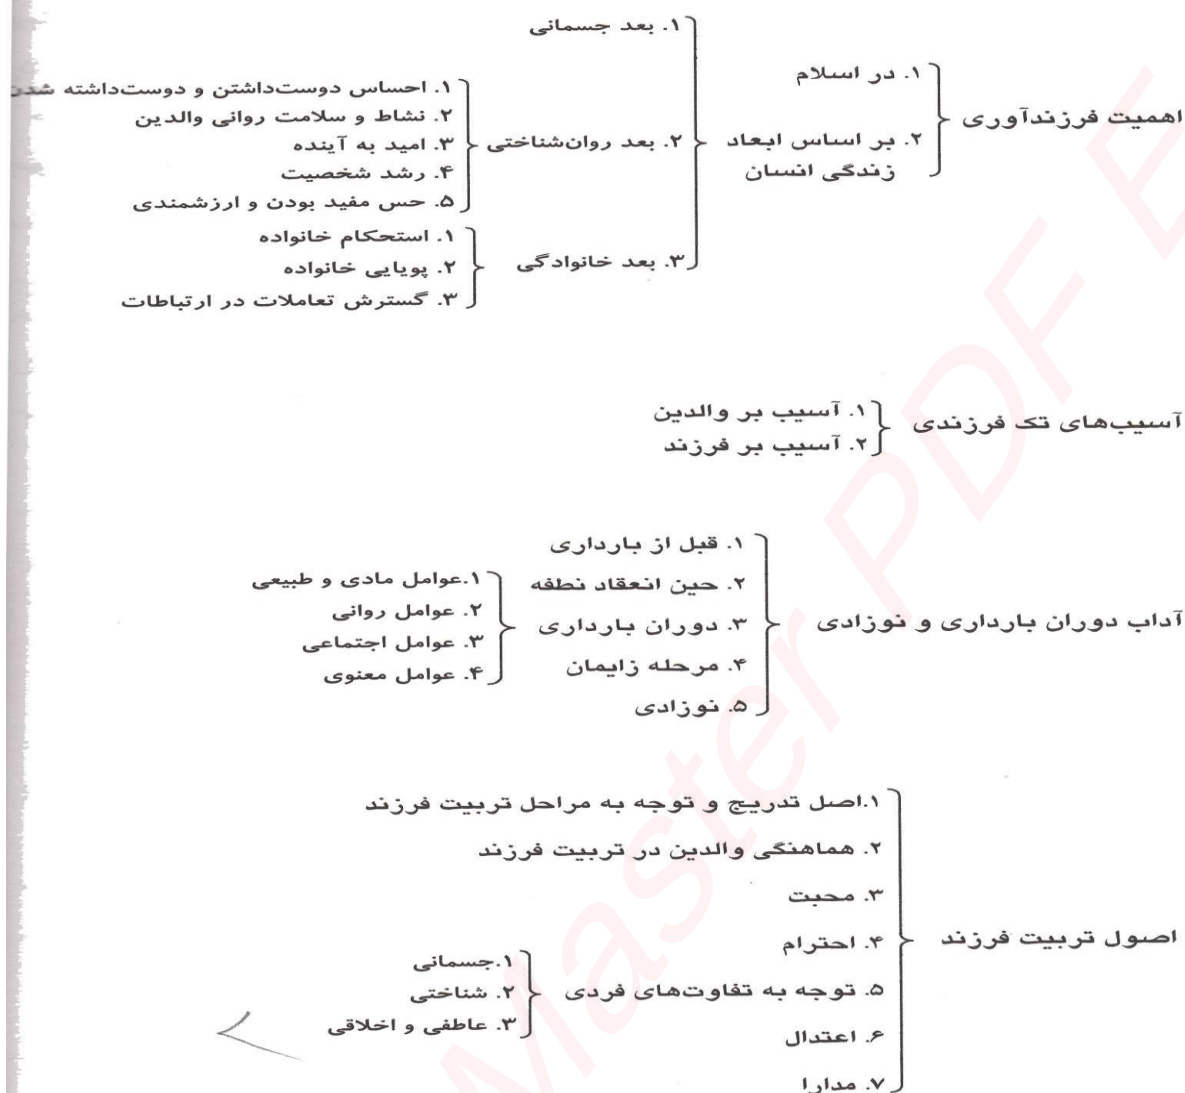 اهمیت فرزندآوری
۱. در اسلام
۲. بر اساس ابعاد
زندگی انسان
۱. بعد جسمانی
۲. بعد روان‌شناختی
۱. احساس دوست‌داشتن و دوست‌داشته شدن
۲. نشاط و سلامت روانی والدین
۳. امید به آینده
۴. رشد شخصیت
۵. حس مفید بودن و ارزشمندی
۳. بعد خانوادگی
۱. استحکام خانواده
۲. پویایی خانواده
۳. گسترش تعاملات در ارتباطات
آسیب‌های تک فرزندی
۱. آسیب بر والدین
۲. آسیب بر فرزند
آداب دوران بارداری و نوزادی
۱. قبل از بارداری
۲. حین انعقاد نطفه
۳. دوران بارداری
۱.عوامل مادی و طبیعی
۲. عوامل روانی
۳. عوامل اجتماعی
۴. عوامل معنوی
۴. مرحله زایمان
۵. نوزادی
اصول تربیت فرزند
۱.اصل تدریج و توجه به مراحل تربیت فرزند
۲. هماهنگی والدین در تربیت فرزند
۳. محبت
۴. احترام
۵. توجه به تفاوت‌های فردی
۱.جسمانی
۲. شناختی
۳. عاطفی و اخلاقی
۶. اعتدال
۷. مدارا
Master PDF E